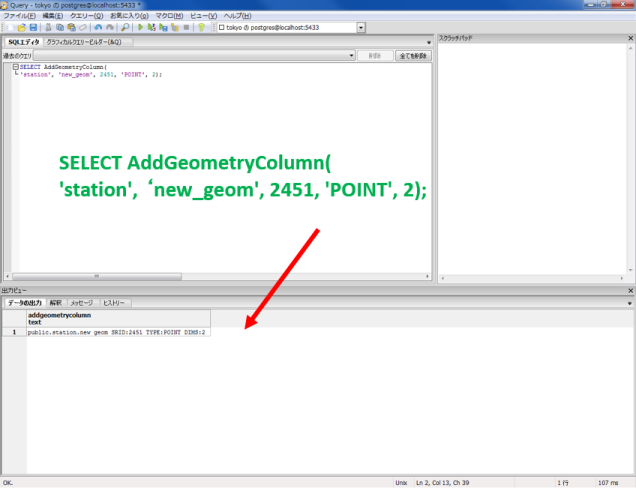 Query - tokyo の postgres@localhost:5433 *
ファイル(F) 編集(E) クエリー(Q) お気に入り(o) マクロ(M) ビュー(V) ヘルプ(H)
tokyo の postgres@localhost:5433
SQLエディタ グラフィカルクエリービルダー(&Q)
過去のクエリ 削除 全てを削除
SELECT AddGeometryColumn(
'station', 'new_geom', 2451, 'POINT', 2);
スクラッチパッド
SELECT AddGeometryColumn(
'station', ‘new_geom', 2451, 'POINT', 2);
出力ビュー
データの出力 解釈 メッセージ ヒストリー
addgeometrycolumn
text
1 public.station.new_geom SRID:2451 TYPE:POINT DIMS:2
OK. Unix Ln 2, Col 13, Ch 39 1 行 107 ms